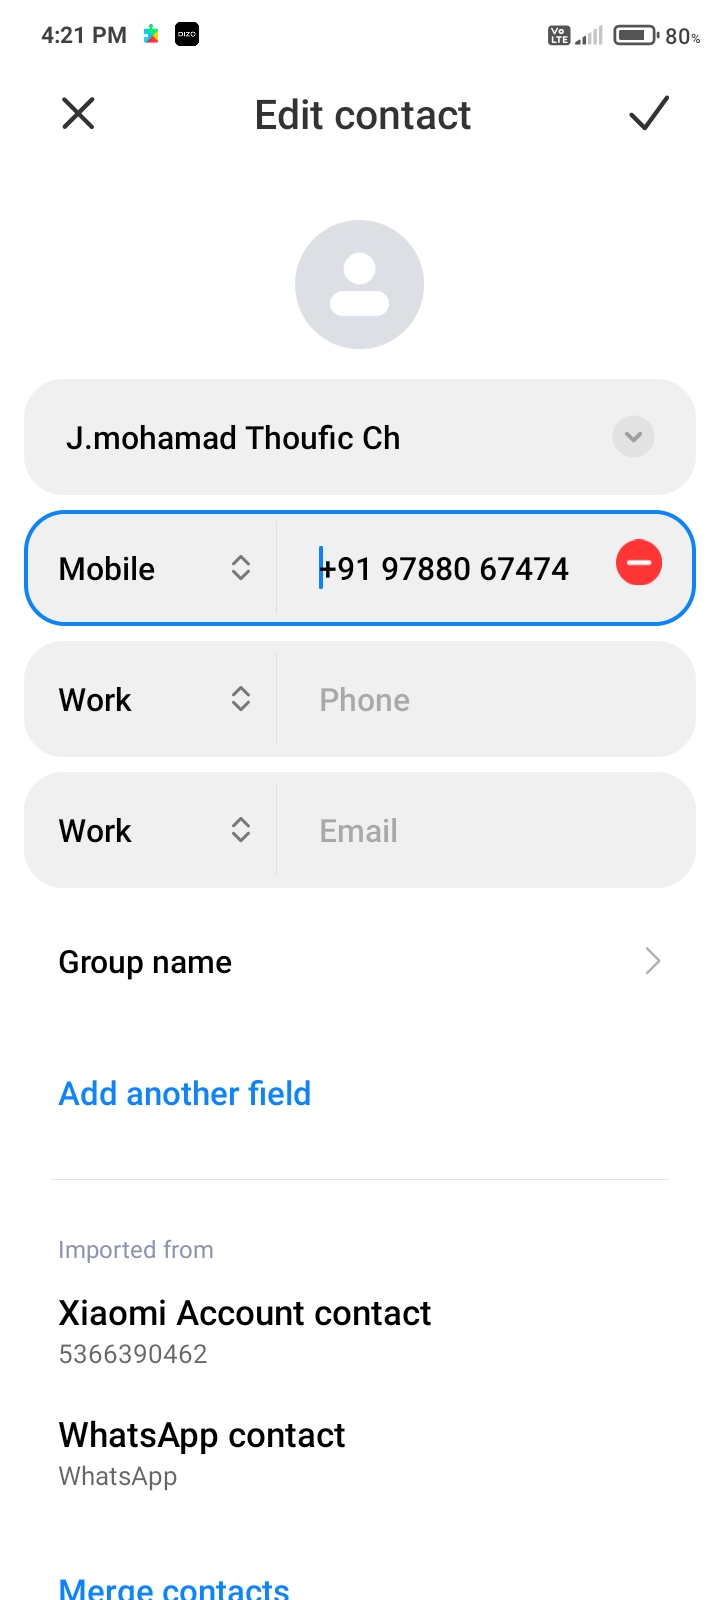 4:21 PM DIZO Vo LTE 80%
Edit contact
J.mohamad Thoufic Ch
Mobile +91 97880 67474
Work Phone
Work Email
Group name
Add another field
Imported from
Xiaomi Account contact
5366390462
WhatsApp contact
WhatsApp
Merge contacts